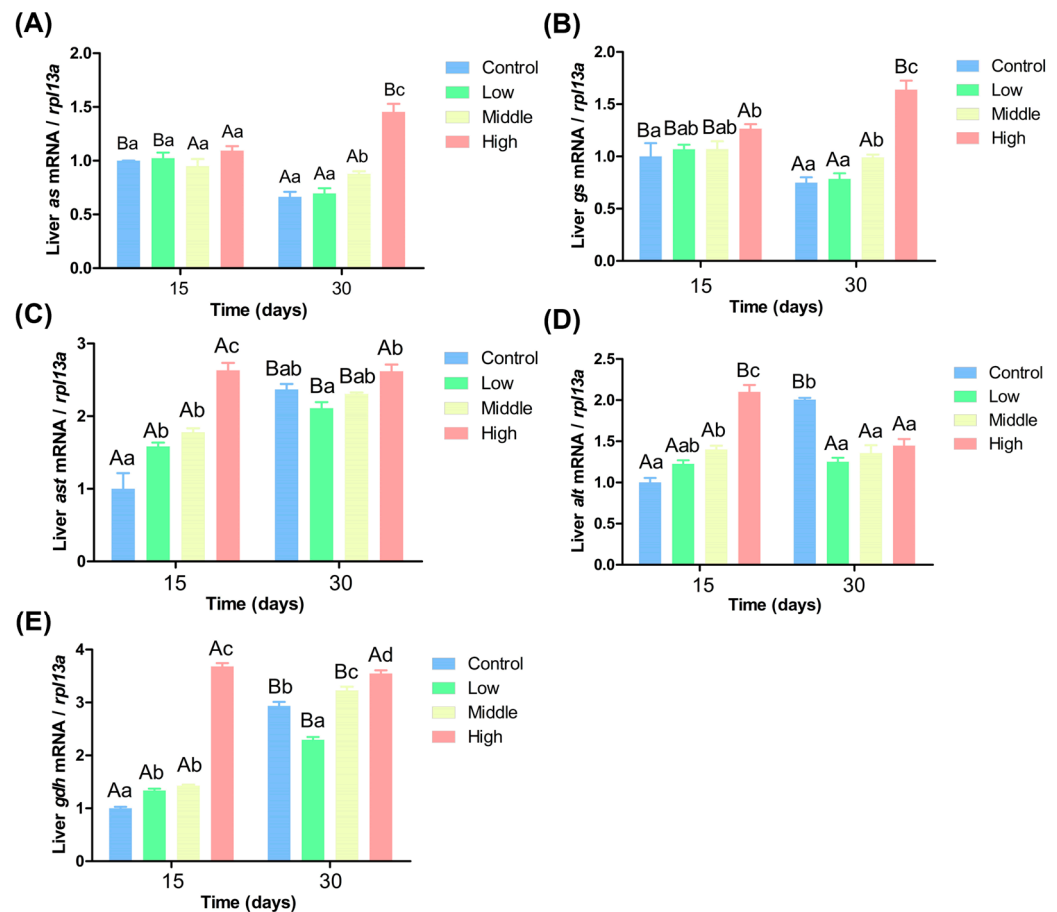 (A)
Liver as mRNA / rpl13a
2.0
1.5
1.0
0.5
0.0
Ba Ba Aa Aa
Aa Aa Ab Bc
15 30
Time (days)
Control
Low
Middle
High
(B)
Liver gs mRNA / rpl13a
2.0
1.5
1.0
0.5
0.0
Ba Bab Bab Ab
Aa Aa Ab Bc
15 30
Time (days)
Control
Low
Middle
High
(C)
Liver ast mRNA / rpl13a
3
2
1
0
Aa Ab Ab Ac
Bab Ba Bab Ab
15 30
Time (days)
Control
Low
Middle
High
(D)
Liver alt mRNA / rpl13a
2.5
2.0
1.5
1.0
0.5
0.0
Aa Aab Ab Bc
Bb Aa Aa Aa
15 30
Time (days)
Control
Low
Middle
High
(E)
Liver gdh mRNA / rpl13a
4
3
2
1
0
Aa Ab Ab Ac
Bb Ba Bc Ad
15 30
Time (days)
Control
Low
Middle
High